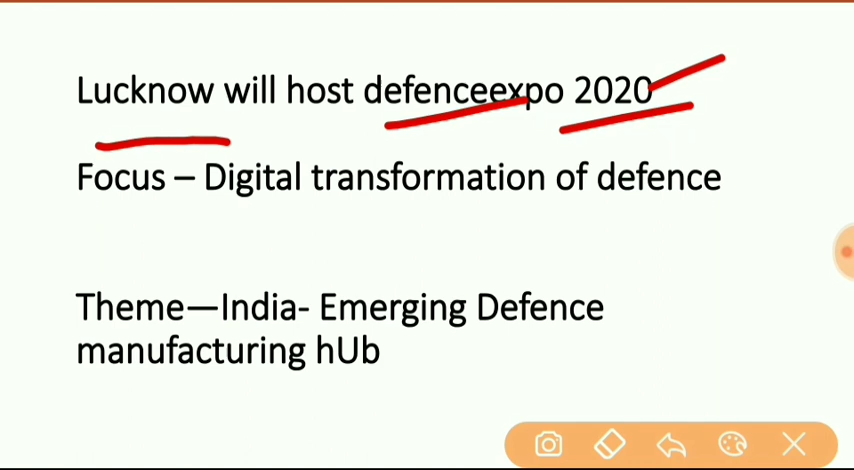 Lucknow will host defenceexpo 2020
Focus – Digital transformation of defence
Theme—India- Emerging Defence
manufacturing hUb